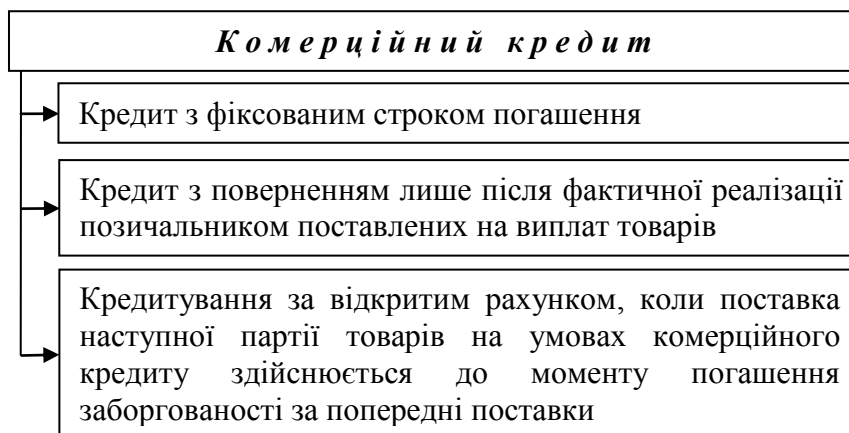 Комерційний кредит
Кредит з фіксованим строком погашення
Кредит з поверненням лише після фактичної реалізації
позичальником поставлених на виплат товарів
Кредитування за відкритим рахунком, коли поставка
наступної партії товарів на умовах комерційного
кредиту здійснюється до моменту погашення
заборгованості за попередні поставки